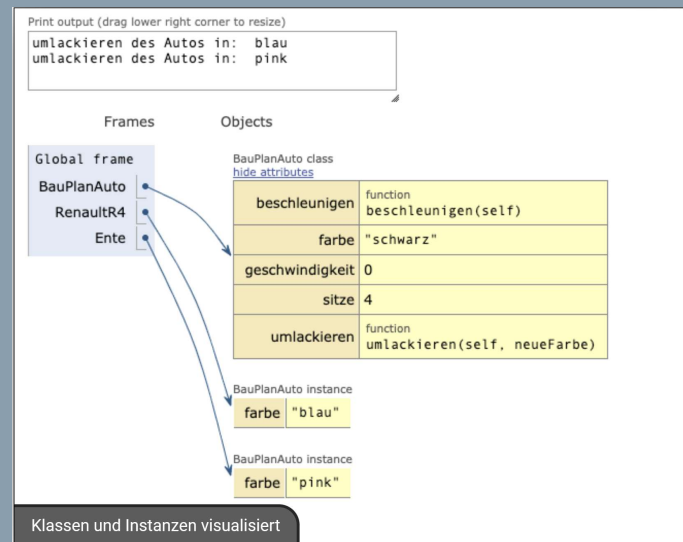 Print output (drag lower right corner to resize)
umlackieren des Autos in:  blau
umlackieren des Autos in:  pink
Frames Objects
Global frame
BauPlanAuto
RenaultR4
Ente
BauPlanAuto class
hide attributes
beschleunigen function
beschleunigen(self)
farbe "schwarz"
geschwindigkeit 0
sitze 4
umlackieren function
umlackieren(self, neueFarbe)
BauPlanAuto instance
farbe "blau"
BauPlanAuto instance
farbe "pink"
Klassen und Instanzen visualisiert